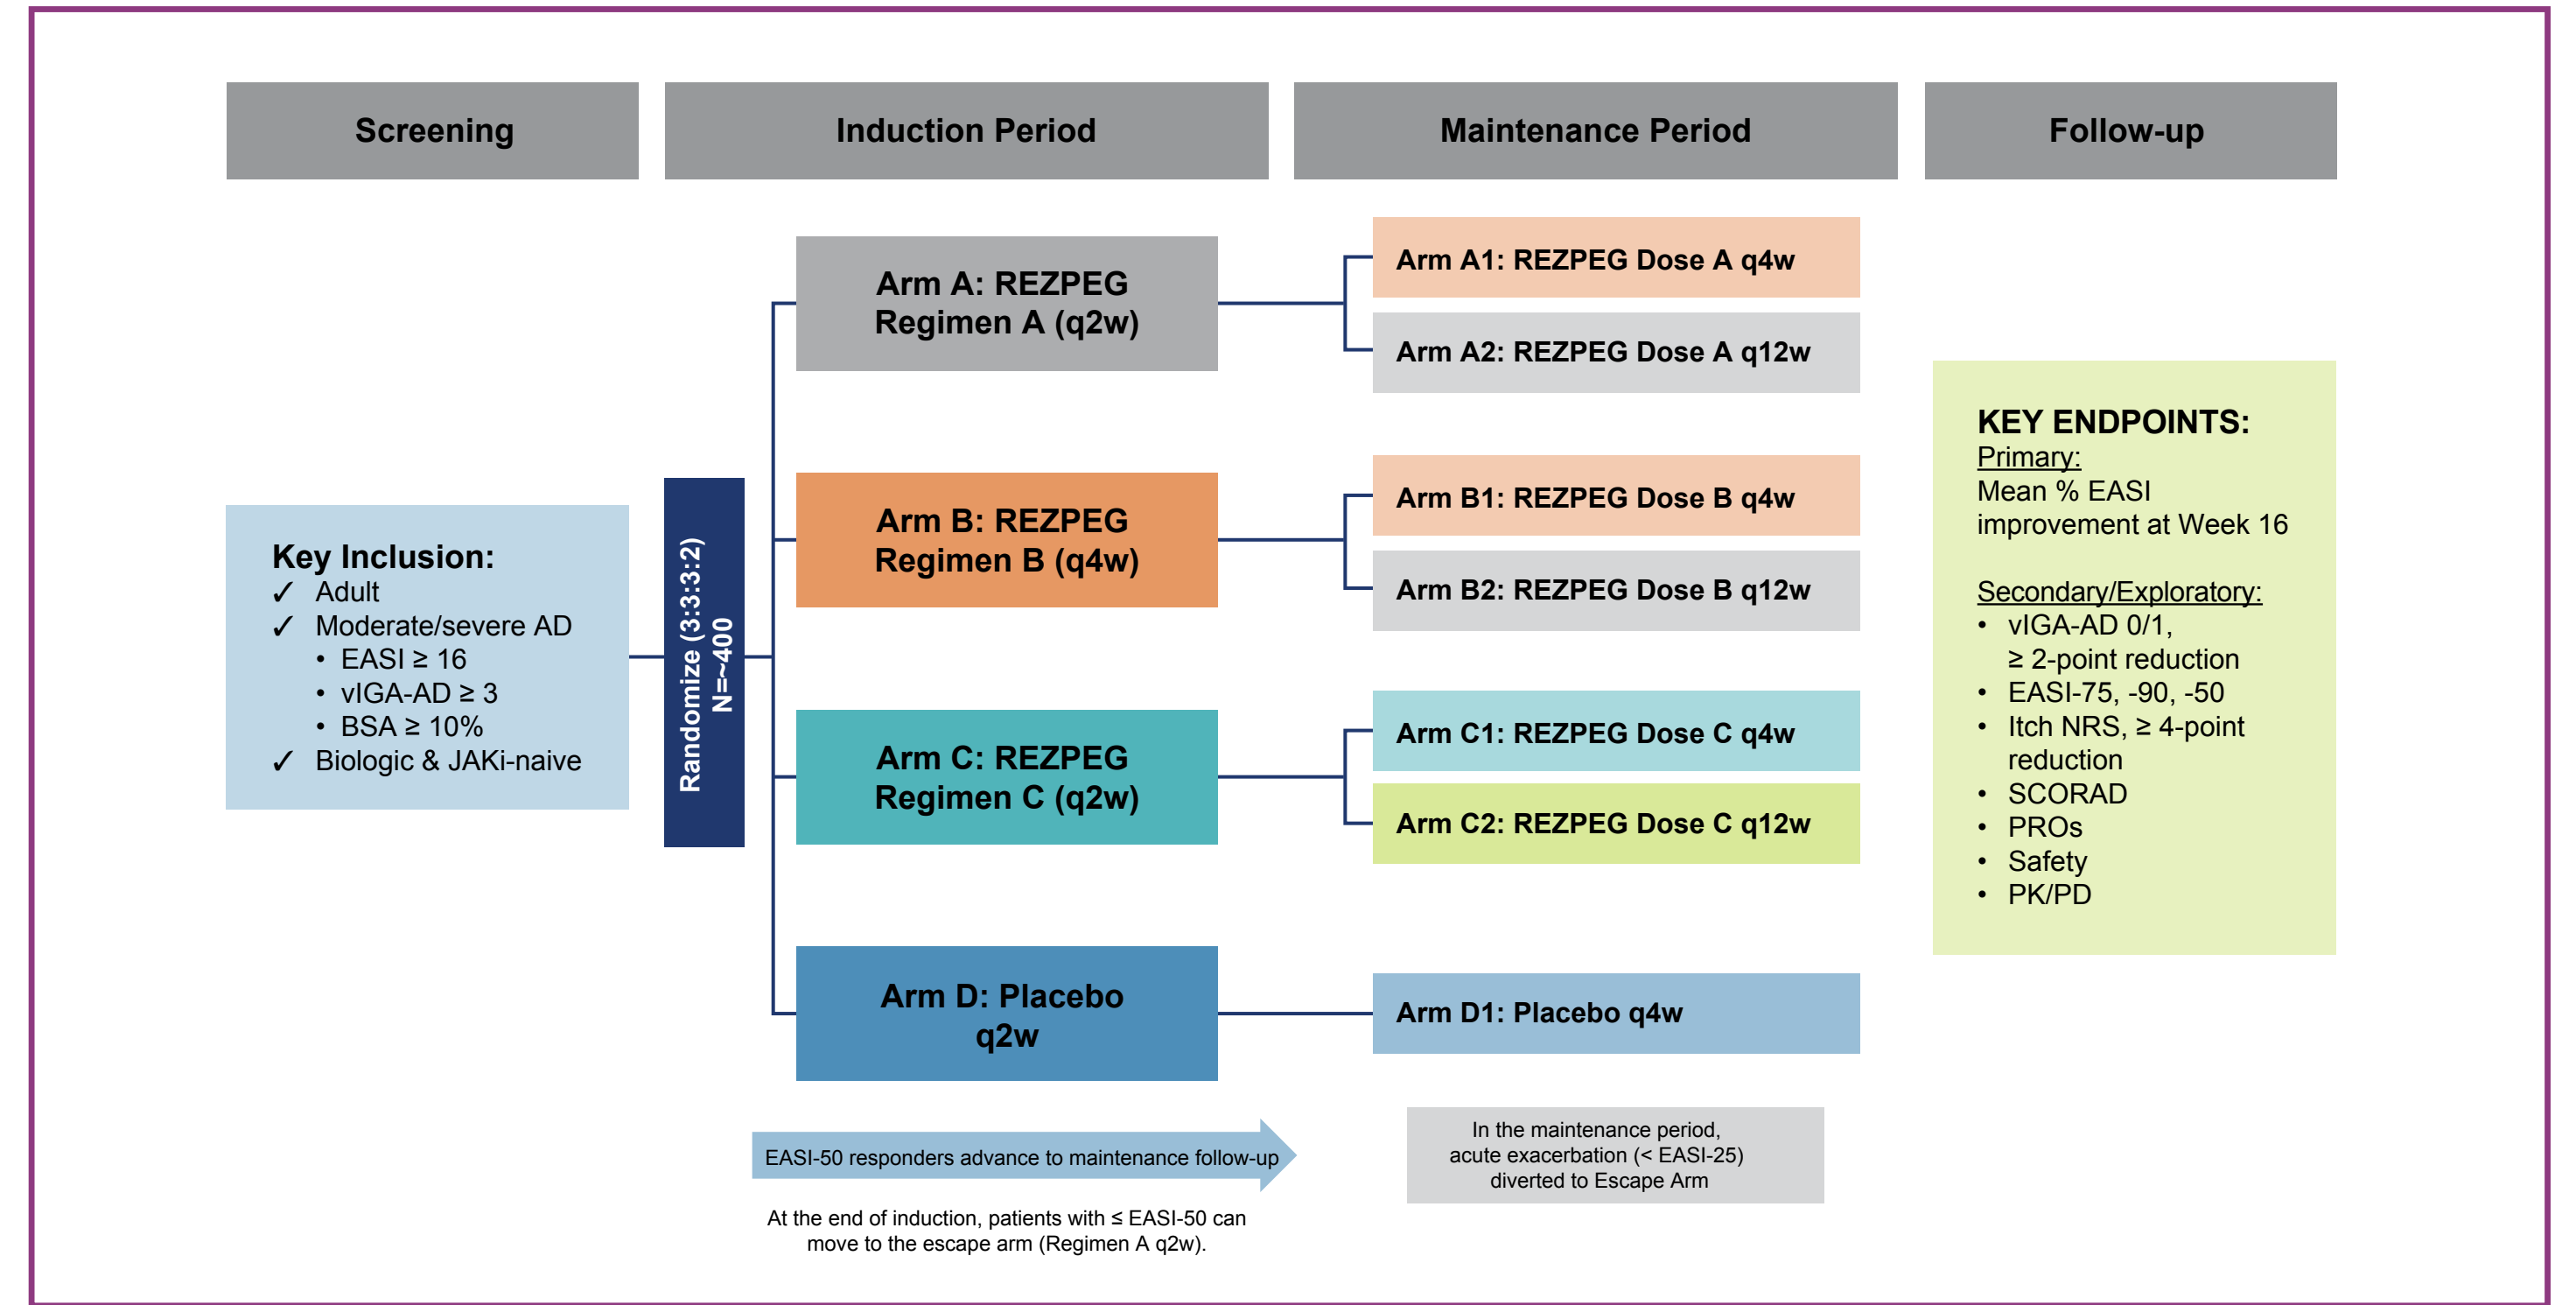 Screening
Induction Period
Maintenance Period
Follow-up
Key Inclusion:
✓ Adult
✓ Moderate/severe AD
• EASI ≥ 16
• vIGA-AD ≥ 3
• BSA ≥ 10%
✓ Biologic & JAKi-naive
Randomize (3:3:3:2)
N=~400
Arm A: REZPEG
Regimen A (q2w)
Arm B: REZPEG
Regimen B (q4w)
Arm C: REZPEG
Regimen C (q2w)
Arm D: Placebo
q2w
Arm A1: REZPEG Dose A q4w
Arm A2: REZPEG Dose A q12w
Arm B1: REZPEG Dose B q4w
Arm B2: REZPEG Dose B q12w
Arm C1: REZPEG Dose C q4w
Arm C2: REZPEG Dose C q12w
Arm D1: Placebo q4w
KEY ENDPOINTS:
Primary:
Mean % EASI
improvement at Week 16
Secondary/Exploratory:
• vIGA-AD 0/1,
≥ 2-point reduction
• EASI-75, -90, -50
• Itch NRS, ≥ 4-point
reduction
• SCORAD
• PROs
• Safety
• PK/PD
EASI-50 responders advance to maintenance follow-up
At the end of induction, patients with ≤ EASI-50 can
move to the escape arm (Regimen A q2w).
In the maintenance period,
acute exacerbation (< EASI-25)
diverted to Escape Arm